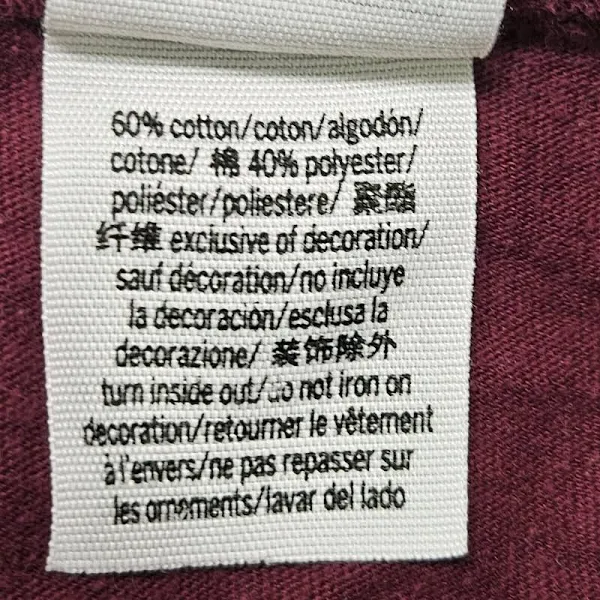 60% cotton/coton/algodón/
cotone/ 棉 40% polyester/
poliéster/poliestere/ 聚酯
纤维 exclusive of decoration/
sauf décoration/no incluye
la decoración/esclusa la
decorazione/ 装饰除外
turn inside out/do not iron on
decoration/retourner le vêtement
à l'envers/ne pas repasser sur
les ornements/lavar del lado